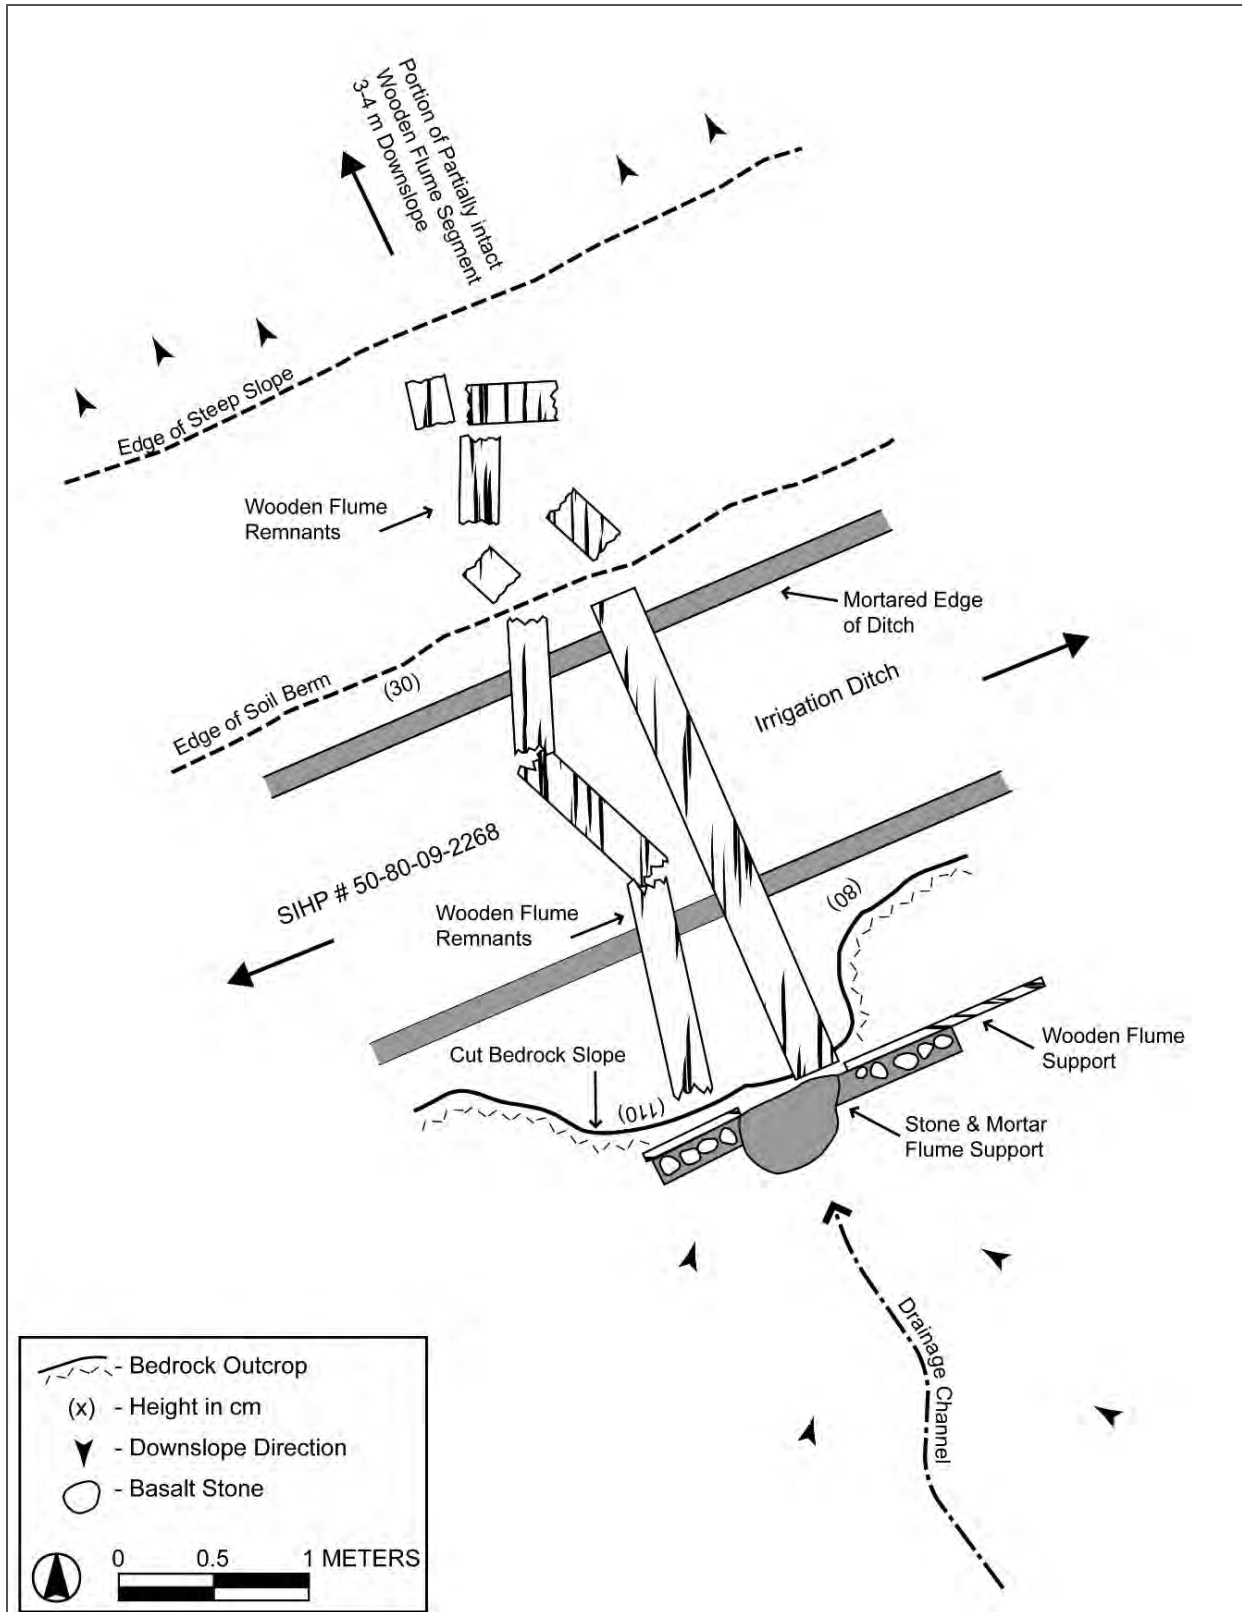 Portion of Partially intact
Wooden Flume Segment
3-4 m Downslope
Edge of Steep Slope
Wooden Flume
Remnants
Mortared Edge
of Ditch
(30)
Edge of Soil Berm
Irrigation Ditch
SIHP # 50-80-09-2268
(80)
Wooden Flume
Remnants
Cut Bedrock Slope
(110)
Wooden Flume
Support
Stone & Mortar
Flume Support
Drainage Channel
- Bedrock Outcrop
(x) - Height in cm
- Downslope Direction
- Basalt Stone
0 0.5 1 METERS